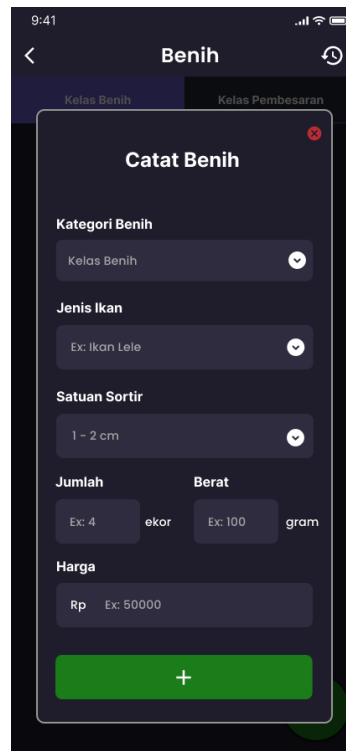 9:41
Benih
Kelas Benih Kelas Pembesaran
Catat Benih
Kategori Benih
Kelas Benih
Jenis Ikan
Ex: Ikan Lele
Satuan Sortir
1 - 2 cm
Jumlah Berat
Ex: 4 ekor Ex: 100 gram
Harga
Rp Ex: 50000
+